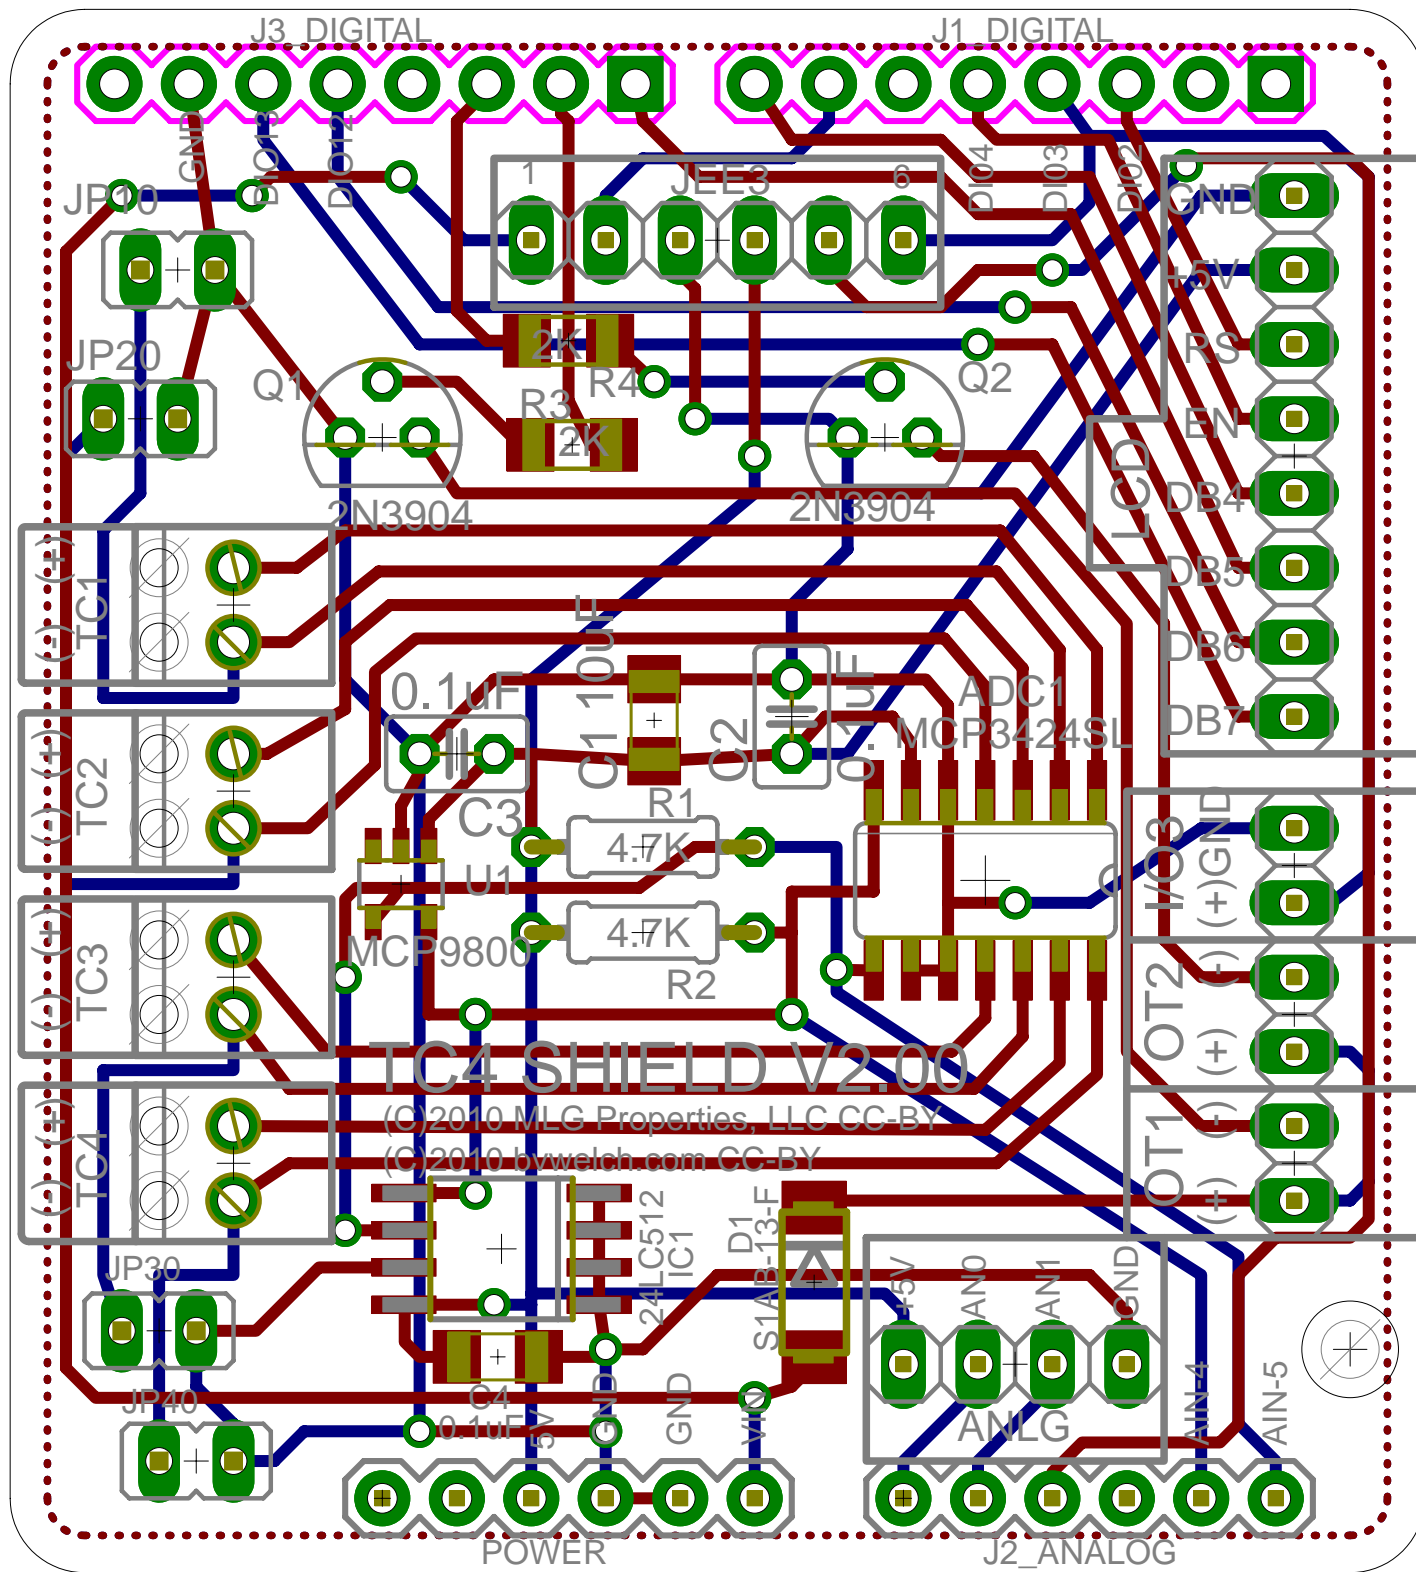 J3_DIGITAL
J1_DIGITAL
GND
DIO13
DIO12
DIO4
DIO3
DIO2
1
JEE3
6
JP10
GND
+5V
RS
EN
DB4
DB5
DB6
DB7
LCD
JP20
Q1
2K
R4
R3
2K
Q2
2N3904
2N3904
(+)
(-)
TC1
0.1uF
C1 10uF
C2
0.1uF
ADC1
MCP3424SL
(+)
(-)
TC2
C3
R1
4.7K
U1
I/O3
GND
(+)
4.7K
MCP9800
R2
(+)
(-)
TC3
OT2
(-)
(+)
TC4 SHIELD V2.00
(C)2010 MLG Properties, LLC CC-BY
(C)2010 bvwelch.com CC-BY
(+)
(-)
TC4
OT1
(-)
(+)
24LC512
IC1
D1
S1AB-13-F
JP30
+5V
AN0
AN1
GND
ANLG
JP40
C4
0.1uF
5V
GND
GND
VIN
AIN-4
AIN-5
POWER
J2_ANALOG